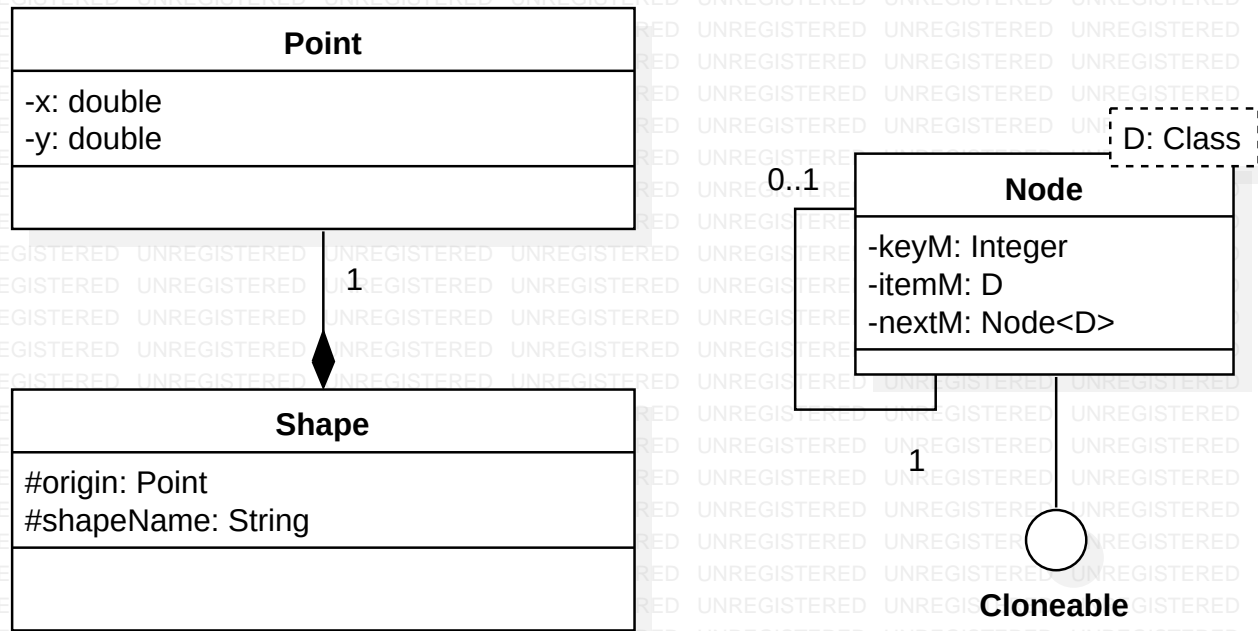 Point
-x: double
-y: double
1
Shape
#origin: Point
#shapeName: String
D: Class
0..1
Node
-keyM: Integer
-itemM: D
-nextM: Node<D>
1
Cloneable
UNREGISTERED